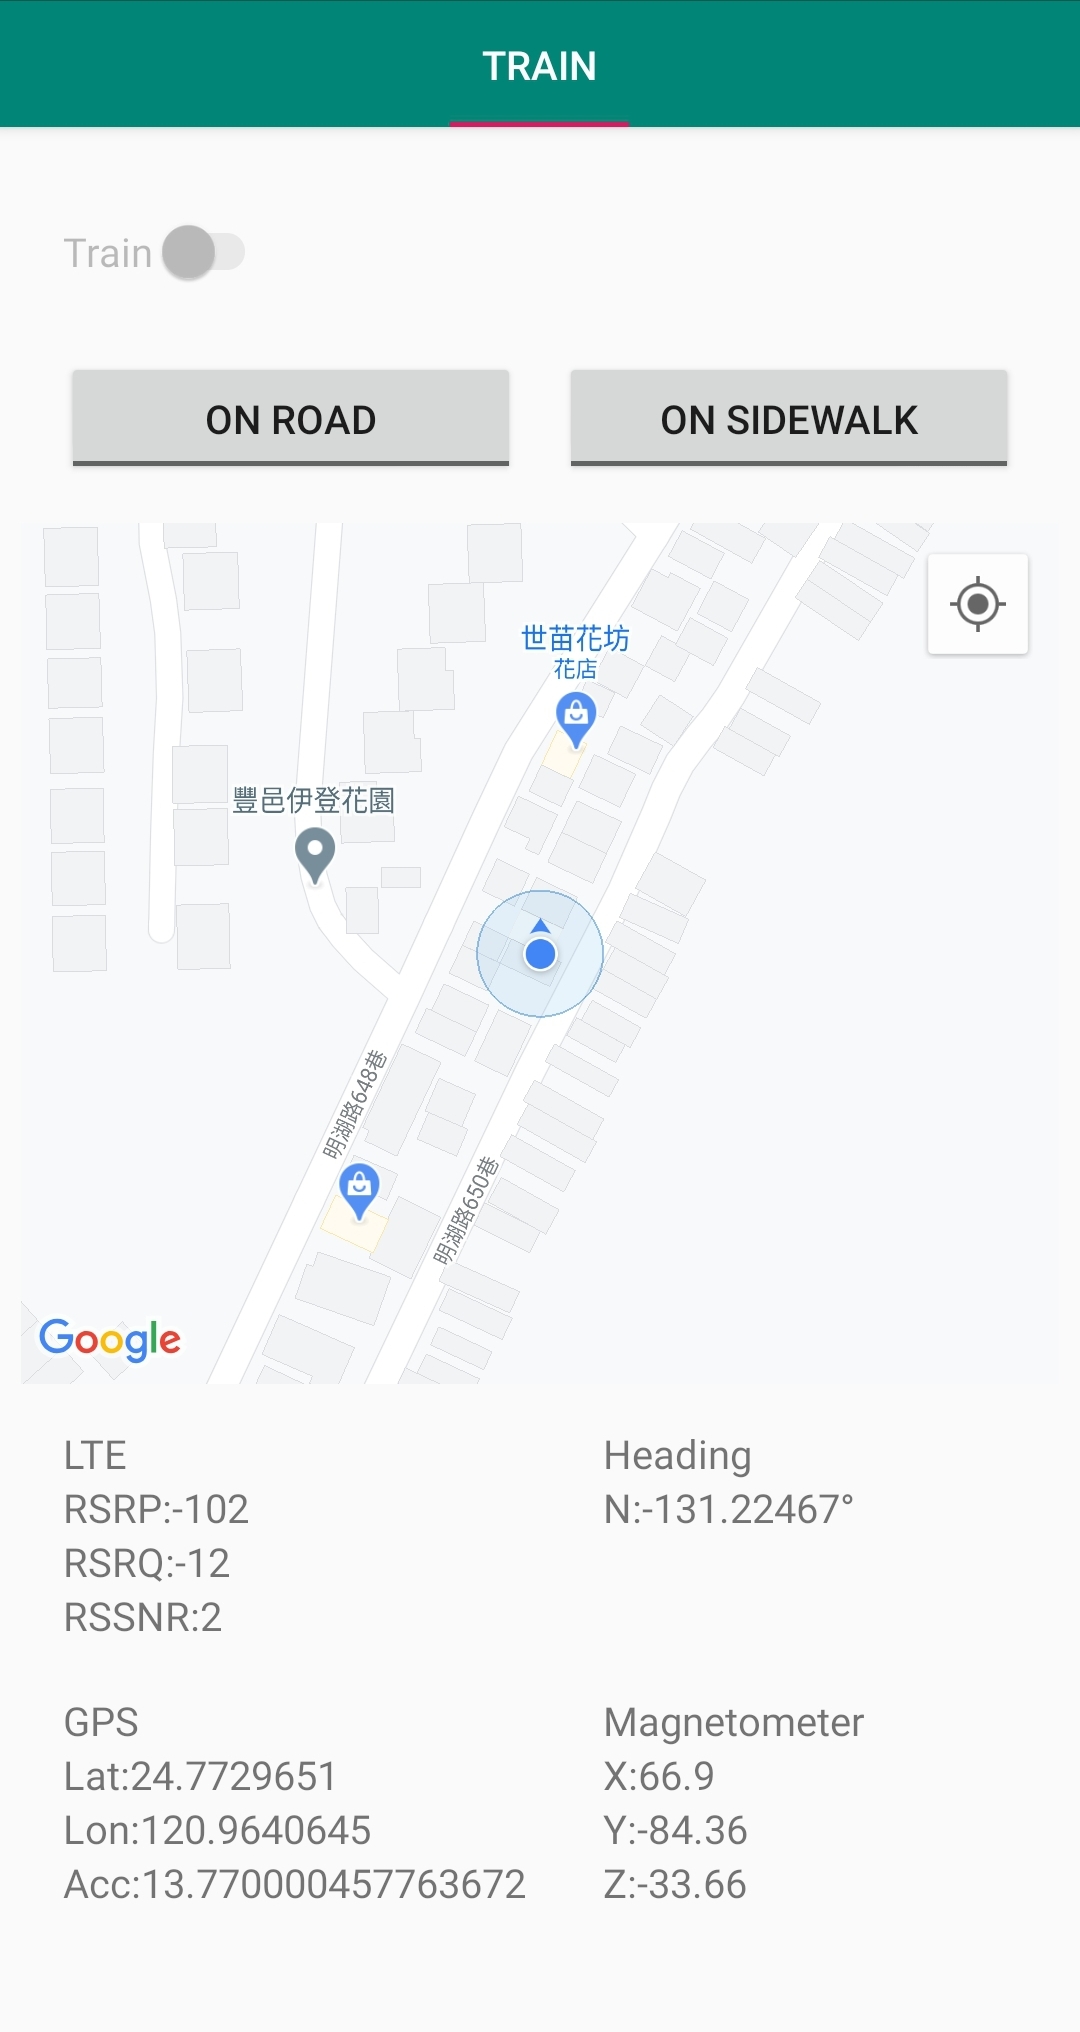 TRAIN
Train
ON ROAD
ON SIDEWALK
世苗花坊
花店
豐邑伊登花園
明湖路648巷
明湖路650巷
Google
LTE
RSRP:-102
RSRQ:-12
RSSNR:2
Heading
N:-131.22467°
GPS
Lat:24.7729651
Lon:120.9640645
Acc:13.770000457763672
Magnetometer
X:66.9
Y:-84.36
Z:-33.66